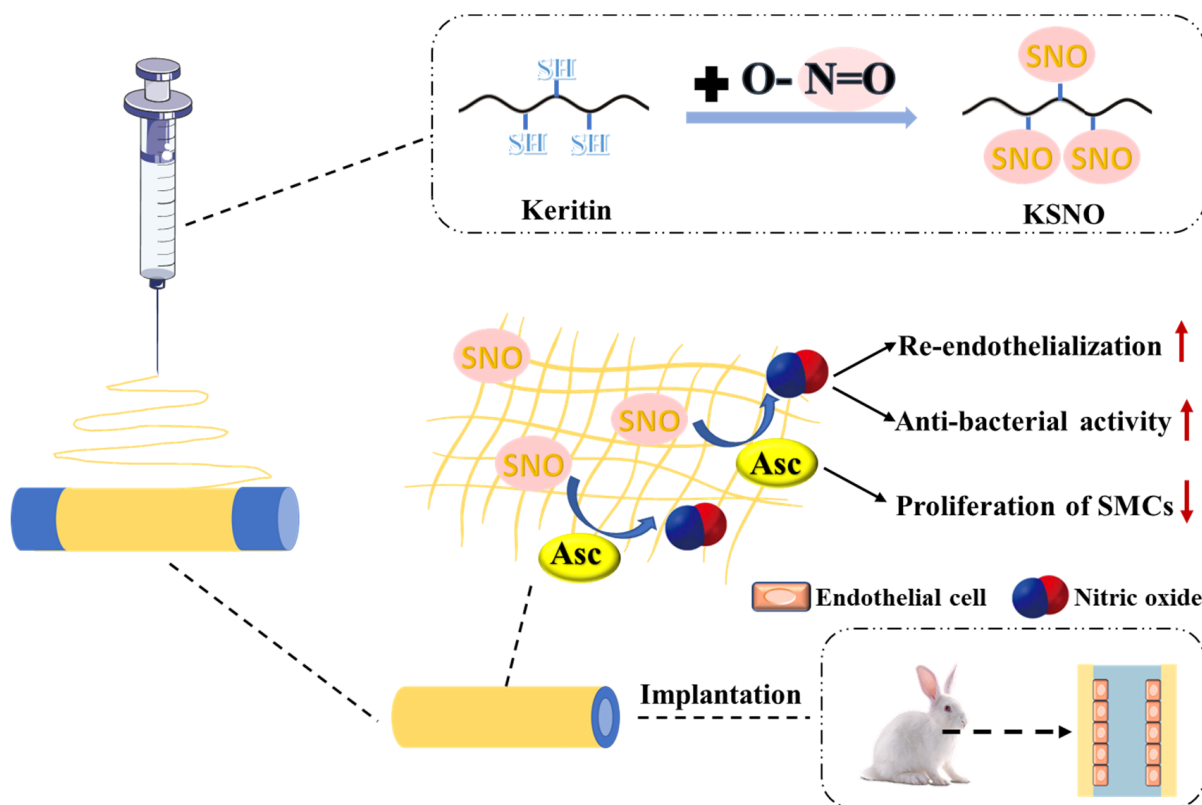 SH
SH SH
Keritin
+ O- N=O
SNO
SNO SNO
KSNO
SNO
SNO
SNO
Asc
Asc
Re-endothelialization
Anti-bacterial activity
Proliferation of SMCs
Endothelial cell
Nitric oxide
Implantation